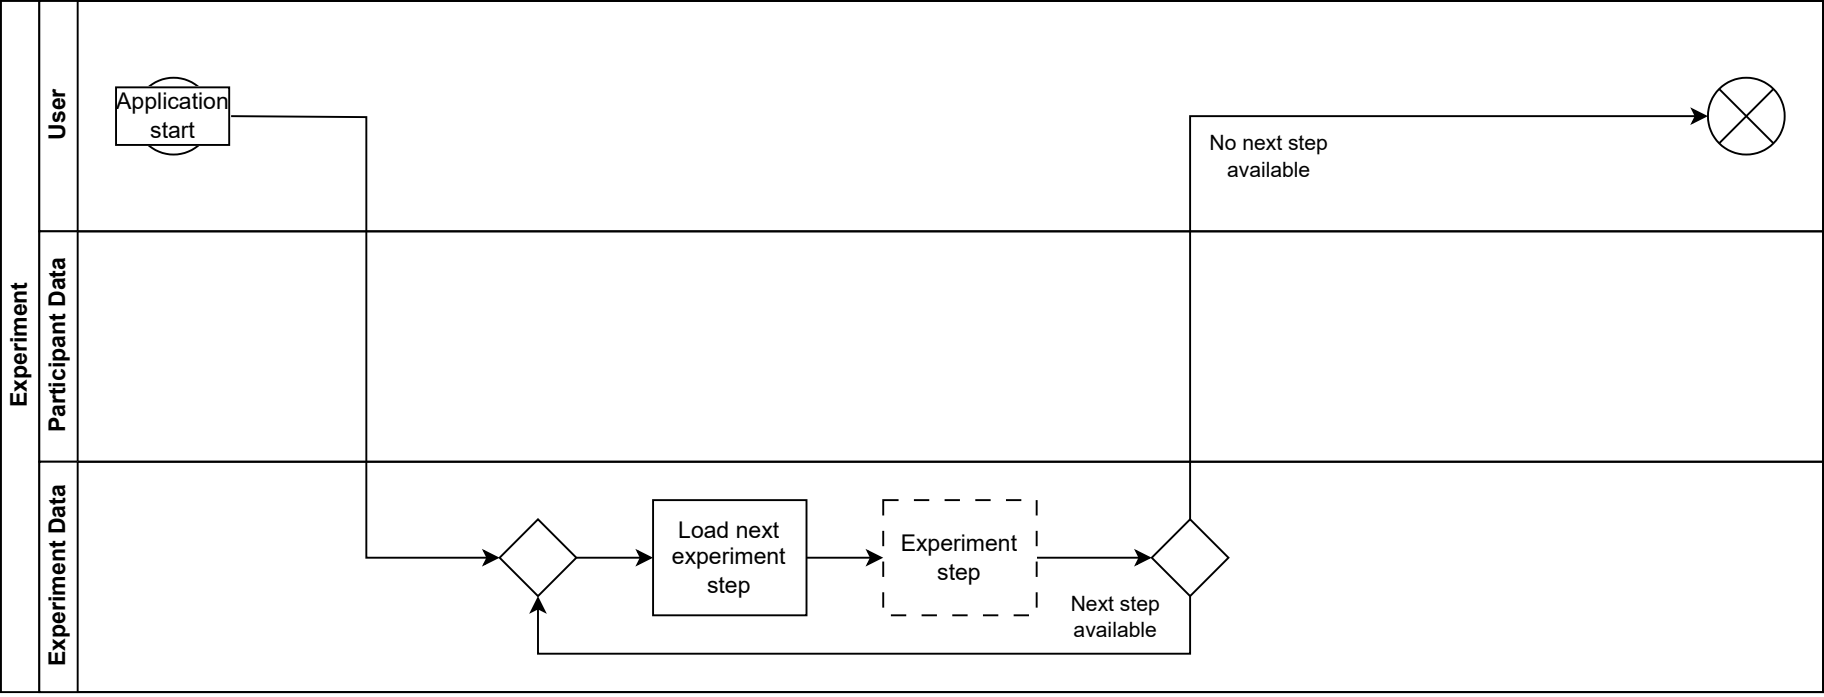 Experiment
User
Application
start
No next step
available
Participant Data
Experiment Data
Load next
experiment
step
Experiment
step
Next step
available